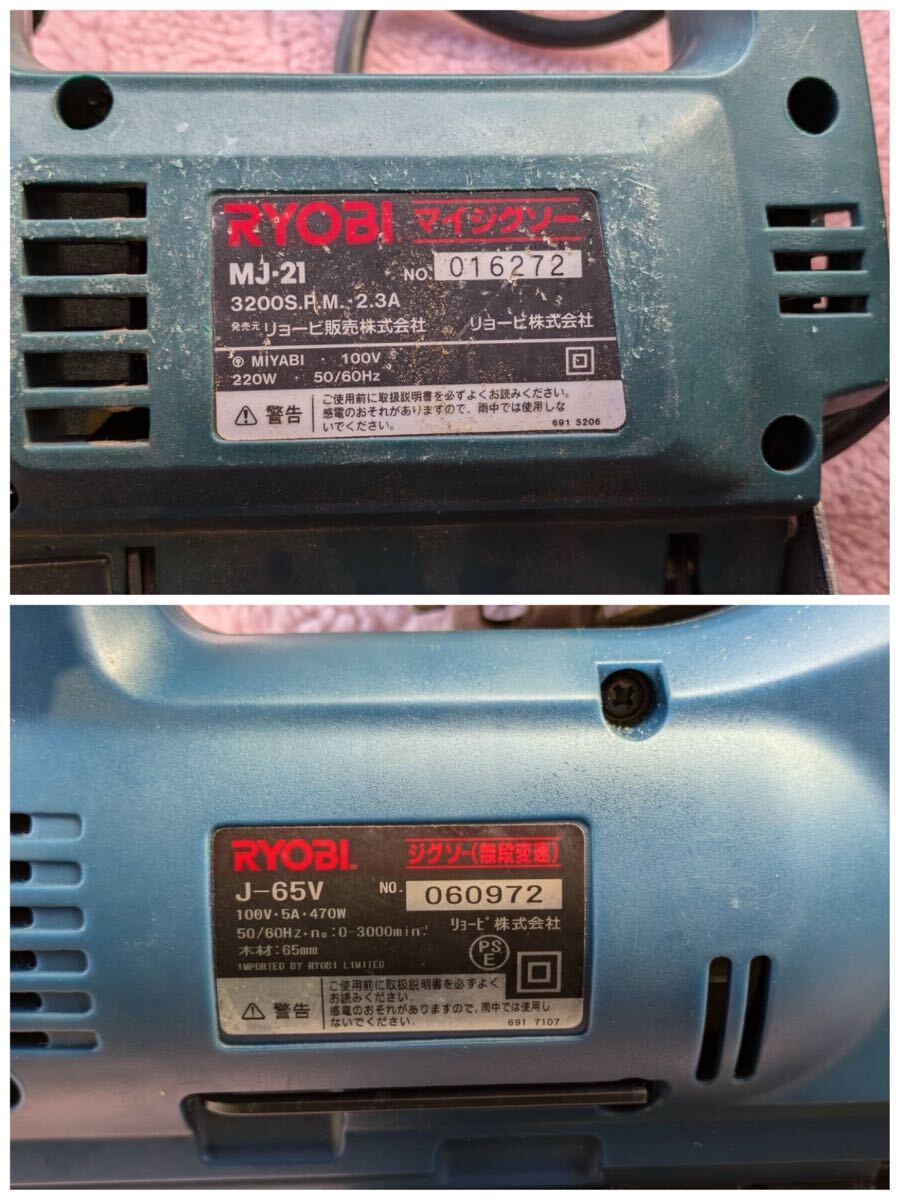 RYOBI マイジグソー
MJ・21 NO. 016272
3200S.P.M.・2.3A
発売元 リョービ販売株式会社 リョービ株式会社
MIYABI ・ 100V
220W ・ 50/60Hz
警告
ご使用前に取扱説明書を必ずよくお読みください。
感電のおそれがありますので、雨中では使用しな
いでください。
691 5206
RYOBI ジグソー(無段変速)
J-65V NO. 060972
100V・5A・470W リョービ株式会社
50/60Hz・n₀:0-3000min⁻¹
木材:65mm
PS
E
IMPORTED BY RYOBI LIMITED
警告
ご使用前に取扱説明書を必ずよく
お読みください.
感電のおそれがありますので、雨中では使用し
ないでください.
691 7107